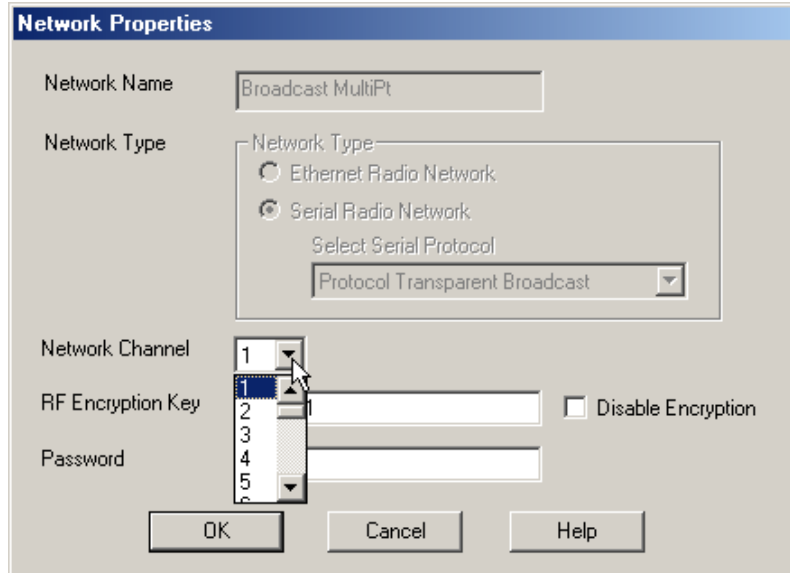 Network Properties
Network Name
Broadcast MultiPt
Network Type
Network Type
Ethernet Radio Network
Serial Radio Network
Select Serial Protocol
Protocol Transparent Broadcast
Network Channel
1
1
2
3
4
5
RF Encryption Key
1
Disable Encryption
Password
OK
Cancel
Help